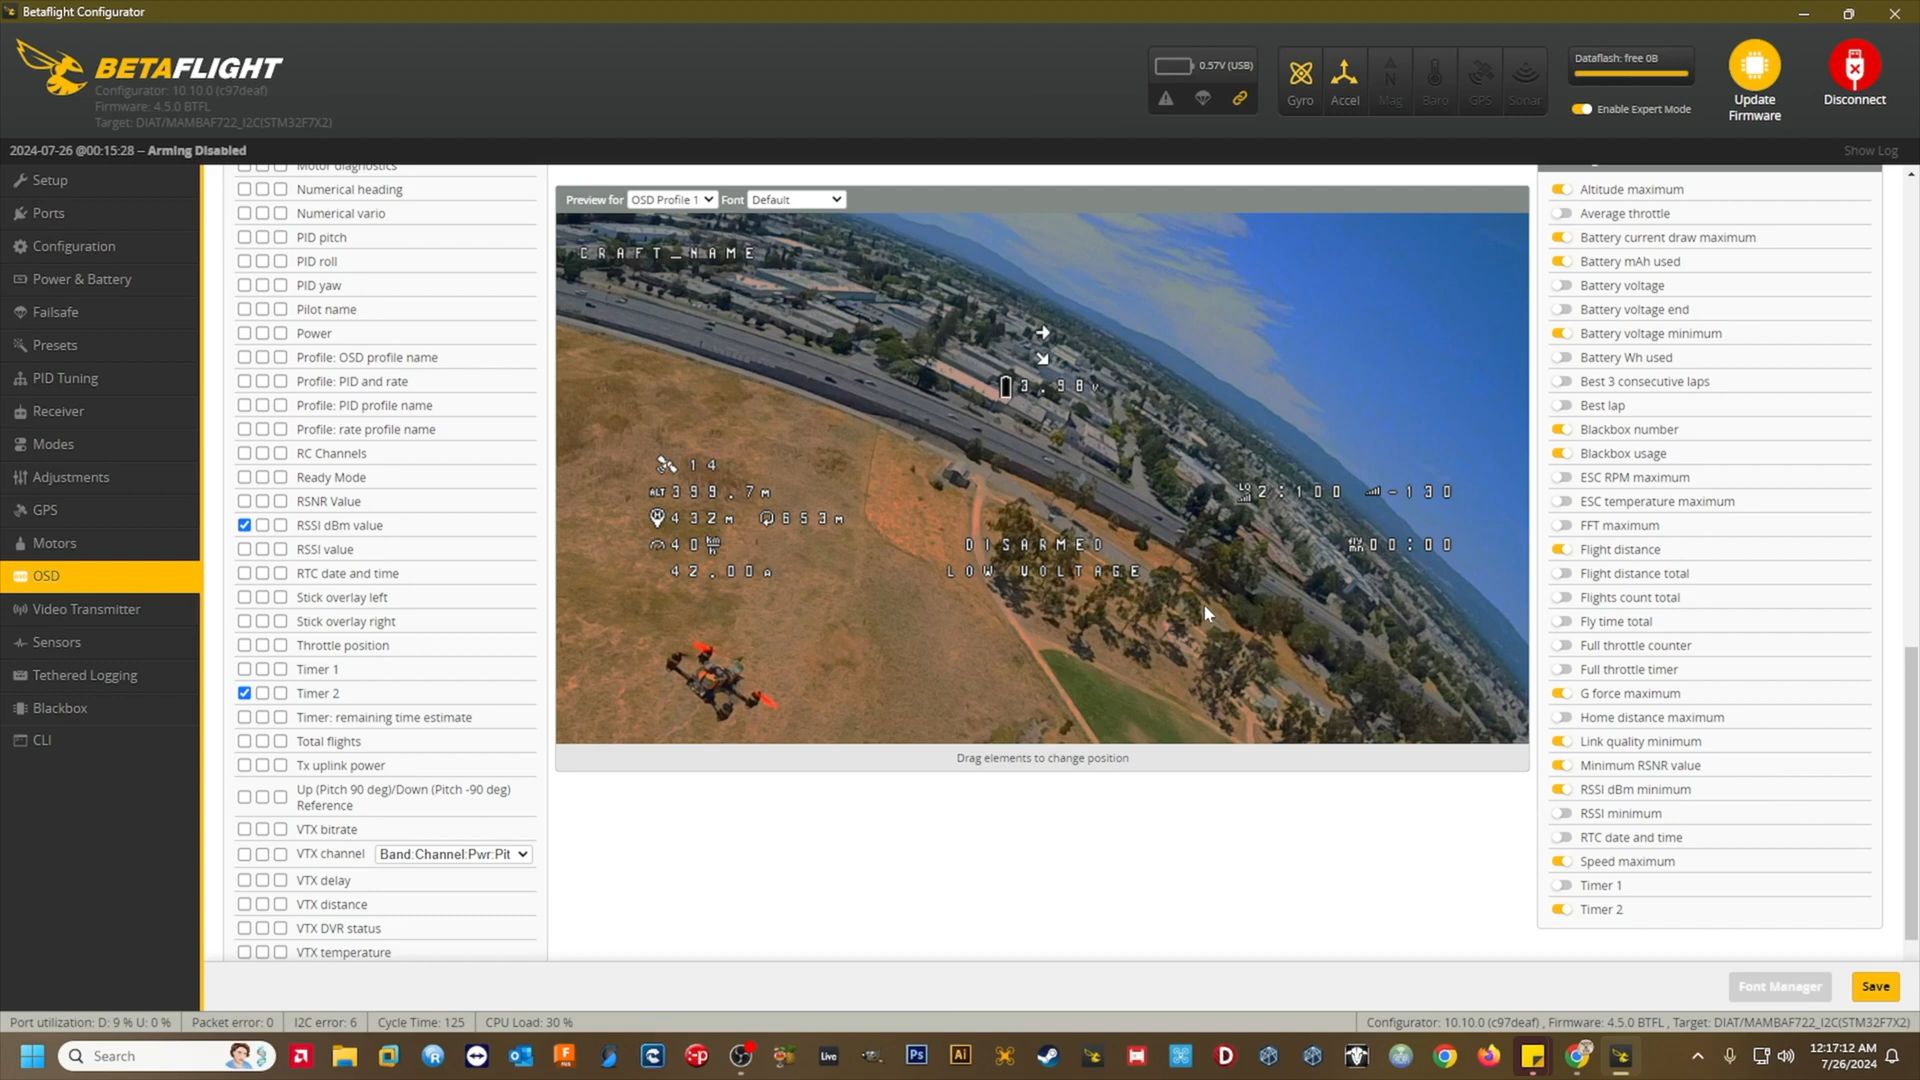 Betaflight Configurator
BETAFLIGHT
Configurator: 10.10.0 (c97deaf)
Firmware: 4.5.0 BTFL
Target: DIAT/MAMBAF722_I2C(STM32F7X2)
0.57V (USB)
Gyro
Accel
Mag
Baro
GPS
Sonar
Dataflash: free 0B
Enable Expert Mode
Update
Firmware
Disconnect
2024-07-26 @00:15:28 -- Arming Disabled
Show Log
Setup
Ports
Configuration
Power & Battery
Failsafe
Presets
PID Tuning
Receiver
Modes
Adjustments
GPS
Motors
OSD
Video Transmitter
Sensors
Tethered Logging
Blackbox
CLI
Motor diagnostics
Numerical heading
Numerical vario
PID pitch
PID roll
PID yaw
Pilot name
Power
Profile: OSD profile name
Profile: PID and rate
Profile: PID profile name
Profile: rate profile name
RC Channels
Ready Mode
RSNR Value
RSSI dBm value
RSSI value
RTC date and time
Stick overlay left
Stick overlay right
Throttle position
Timer 1
Timer 2
Timer: remaining time estimate
Total flights
Tx uplink power
Up (Pitch 90 deg)/Down (Pitch -90 deg)
Reference
VTX bitrate
VTX channel Band:Channel:Pwr:Pit
VTX delay
VTX distance
VTX DVR status
VTX temperature
Preview for OSD Profile 1 Font Default
CRAFT_NAME
3.98V
14
ALT 399.7M
432M 653M
40 km/h
42.00A
LQ 2:100 -130
DISARMED
FLY MN 00:00
LOW VOLTAGE
Drag elements to change position
Altitude maximum
Average throttle
Battery current draw maximum
Battery mAh used
Battery voltage
Battery voltage end
Battery voltage minimum
Battery Wh used
Best 3 consecutive laps
Best lap
Blackbox number
Blackbox usage
ESC RPM maximum
ESC temperature maximum
FFT maximum
Flight distance
Flight distance total
Flights count total
Fly time total
Full throttle counter
Full throttle timer
G force maximum
Home distance maximum
Link quality minimum
Minimum RSNR value
RSSI dBm minimum
RSSI minimum
RTC date and time
Speed maximum
Timer 1
Timer 2
Font Manager
Save
Port utilization: D: 9 % U: 0 %
Packet error: 0
I2C error: 6
Cycle Time: 125
CPU Load: 30 %
Configurator: 10.10.0 (c97deaf) , Firmware: 4.5.0 BTFL , Target: DIAT/MAMBAF722_I2C(STM32F7X2)
Search
Live
Ps
Ai
12:17:12 AM
7/26/2024